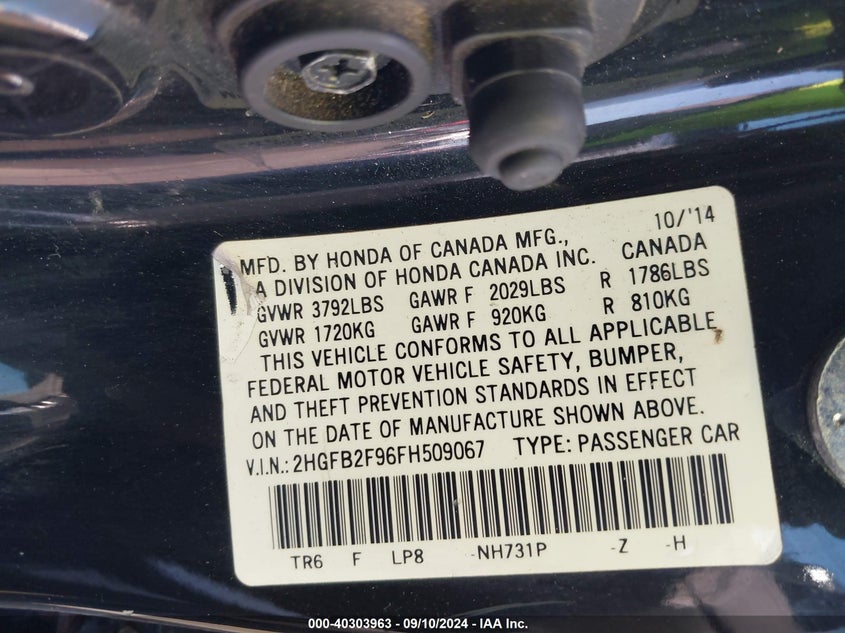 10/'14
MFD. BY HONDA OF CANADA MFG.,
A DIVISION OF HONDA CANADA INC. CANADA
GVWR 3792LBS GAWR F 2029LBS R 1786LBS
GVWR 1720KG GAWR F 920KG R 810KG
THIS VEHICLE CONFORMS TO ALL APPLICABLE
FEDERAL MOTOR VEHICLE SAFETY, BUMPER,
AND THEFT PREVENTION STANDARDS IN EFFECT
ON THE DATE OF MANUFACTURE SHOWN ABOVE.
V.I.N.: 2HGFB2F96FH509067 TYPE: PASSENGER CAR
TR6 F LP8 -NH731P -Z -H
000-40303963 - 09/10/2024 - IAA Inc.